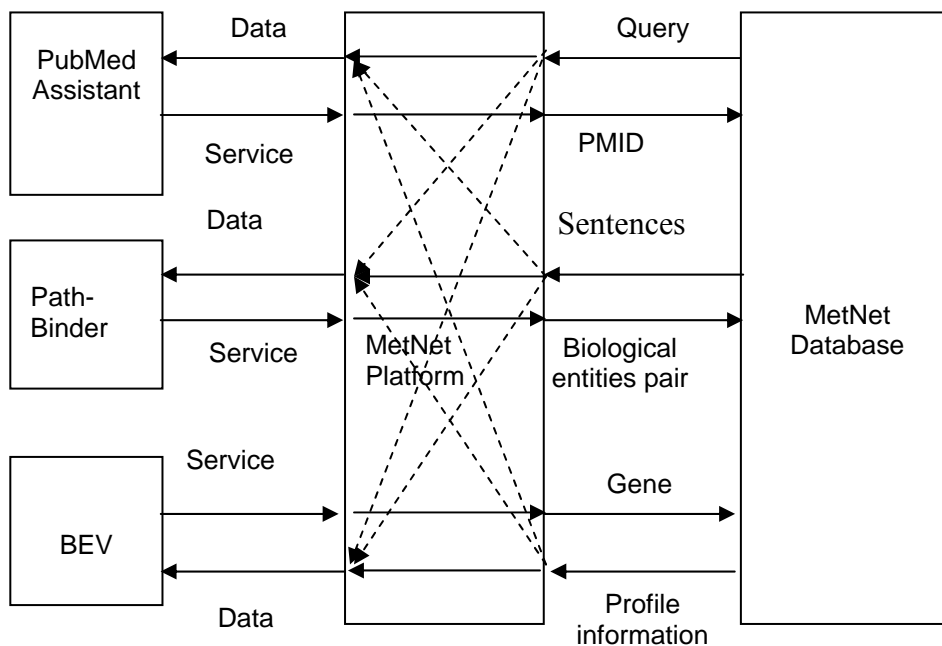 Data
Query
PubMed
Assistant
Service
PMID
Data
Sentences
Path-
Binder
Service
MetNet
Platform
Biological
entities pair
MetNet
Database
Service
Gene
BEV
Data
Profile
information